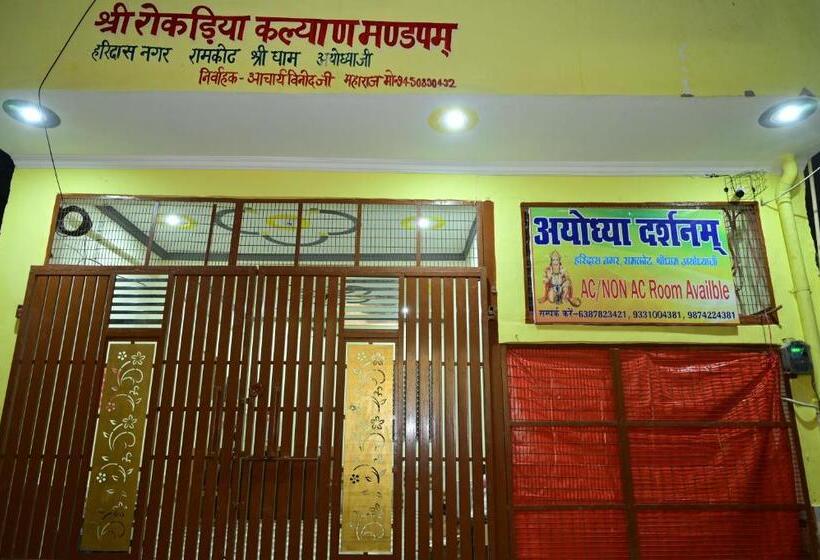 श्री रोकड़िया कल्याण मण्डपम्
हरिदास नगर रामकोट श्री धाम अयोध्याजी
निर्वाहक - आचार्य विनोद जी महाराज मो०-9450830432
अयोध्या दर्शनम्
हरिदास नगर, रामकोट श्रीधाम अयोध्याजी
AC/NON AC Room Availble
सम्पर्क करें-6387823421, 9331004381, 9874224381